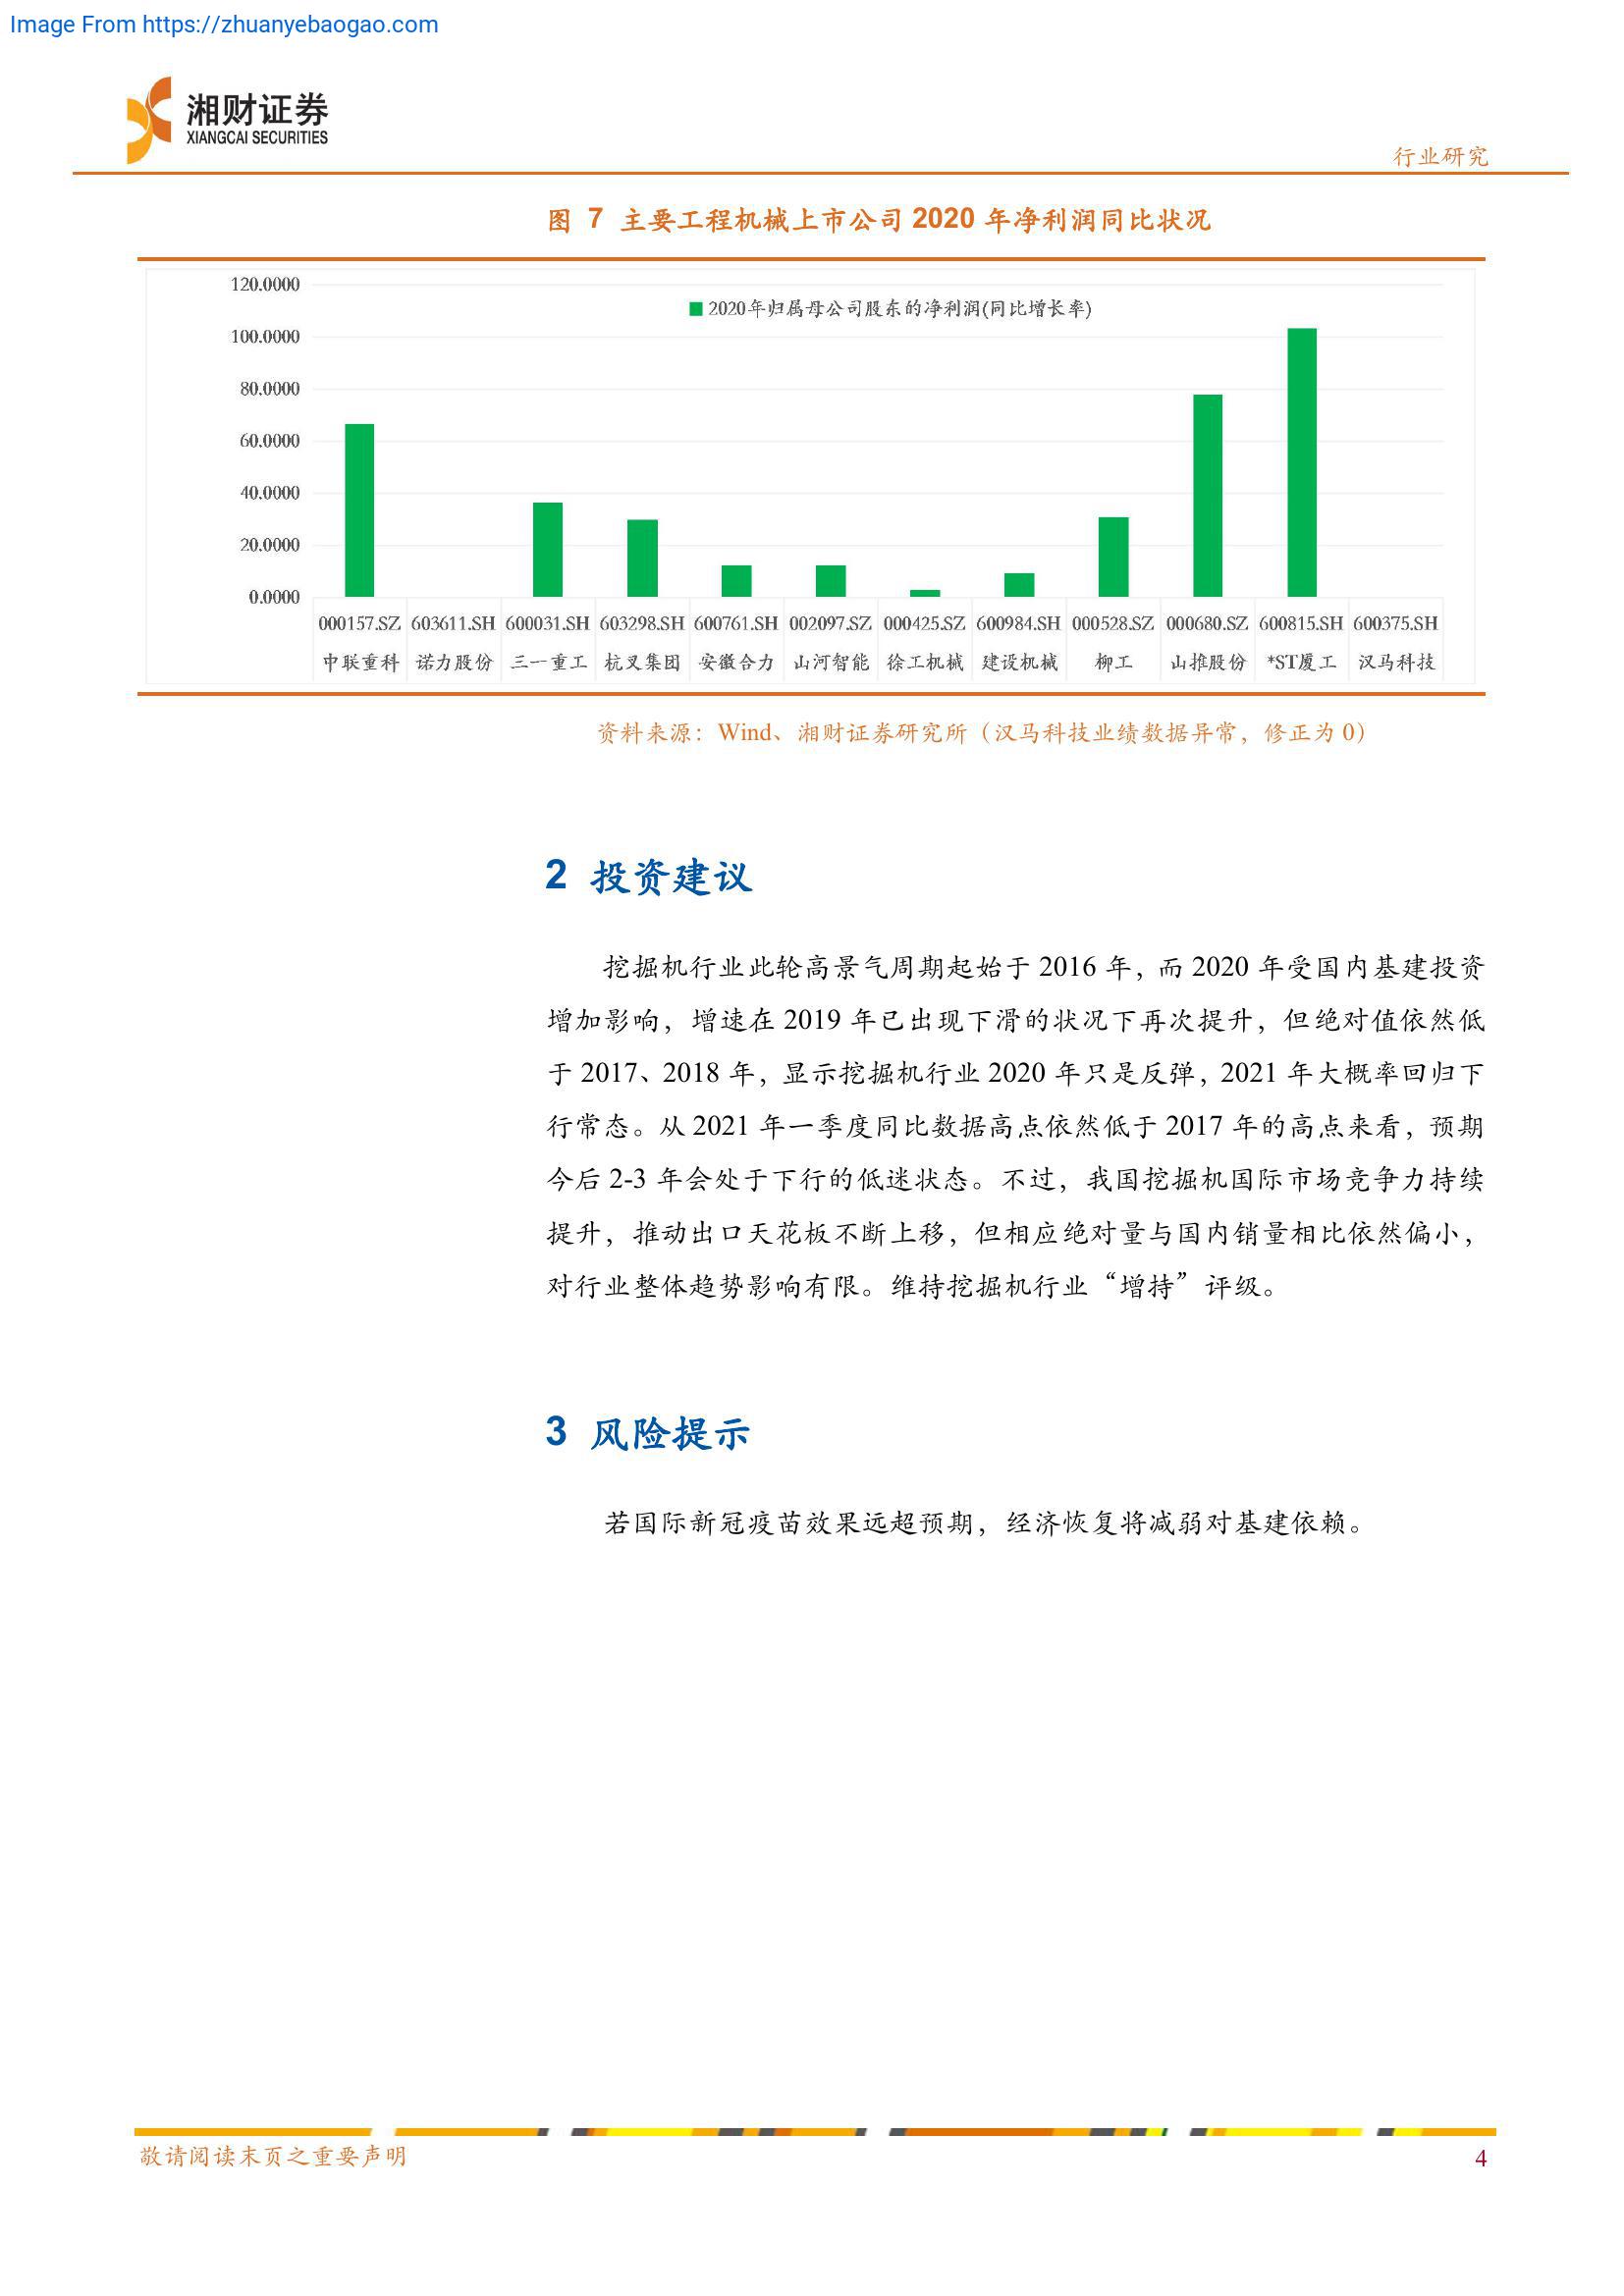 Image From https://zhuanyebaogao.com
湘财证券
XIANGCAI SECURITIES
行业研究
图 7 主要工程机械上市公司 2020 年净利润同比状况
2020年归属母公司股东的净利润(同比增长率)
120.0000
100.0000
80.0000
60.0000
40.0000
20.0000
0.0000
000157.SZ 603611.SH 600031.SH 603298.SH 600761.SH 002097.SZ 000425.SZ 600984.SH 000528.SZ 000680.SZ 600815.SH 600375.SH
中联重科 诺力股份 三一重工 杭叉集团 安徽合力 山河智能 徐工机械 建设机械 柳工 山推股份 *ST厦工 汉马科技
资料来源：Wind、湘财证券研究所（汉马科技业绩数据异常，修正为 0）
2 投资建议
挖掘机行业此轮高景气周期起始于 2016 年，而 2020 年受国内基建投资
增加影响，增速在 2019 年已出现下滑的状况下再次提升，但绝对值依然低
于 2017、2018 年，显示挖掘机行业 2020 年只是反弹，2021 年大概率回归下
行常态。从 2021 年一季度同比数据高点依然低于 2017 年的高点来看，预期
今后 2-3 年会处于下行的低迷状态。不过，我国挖掘机国际市场竞争力持续
提升，推动出口天花板不断上移，但相应绝对量与国内销量相比依然偏小，
对行业整体趋势影响有限。维持挖掘机行业“增持”评级。
3 风险提示
若国际新冠疫苗效果远超预期，经济恢复将减弱对基建依赖。
敬请阅读末页之重要声明
4